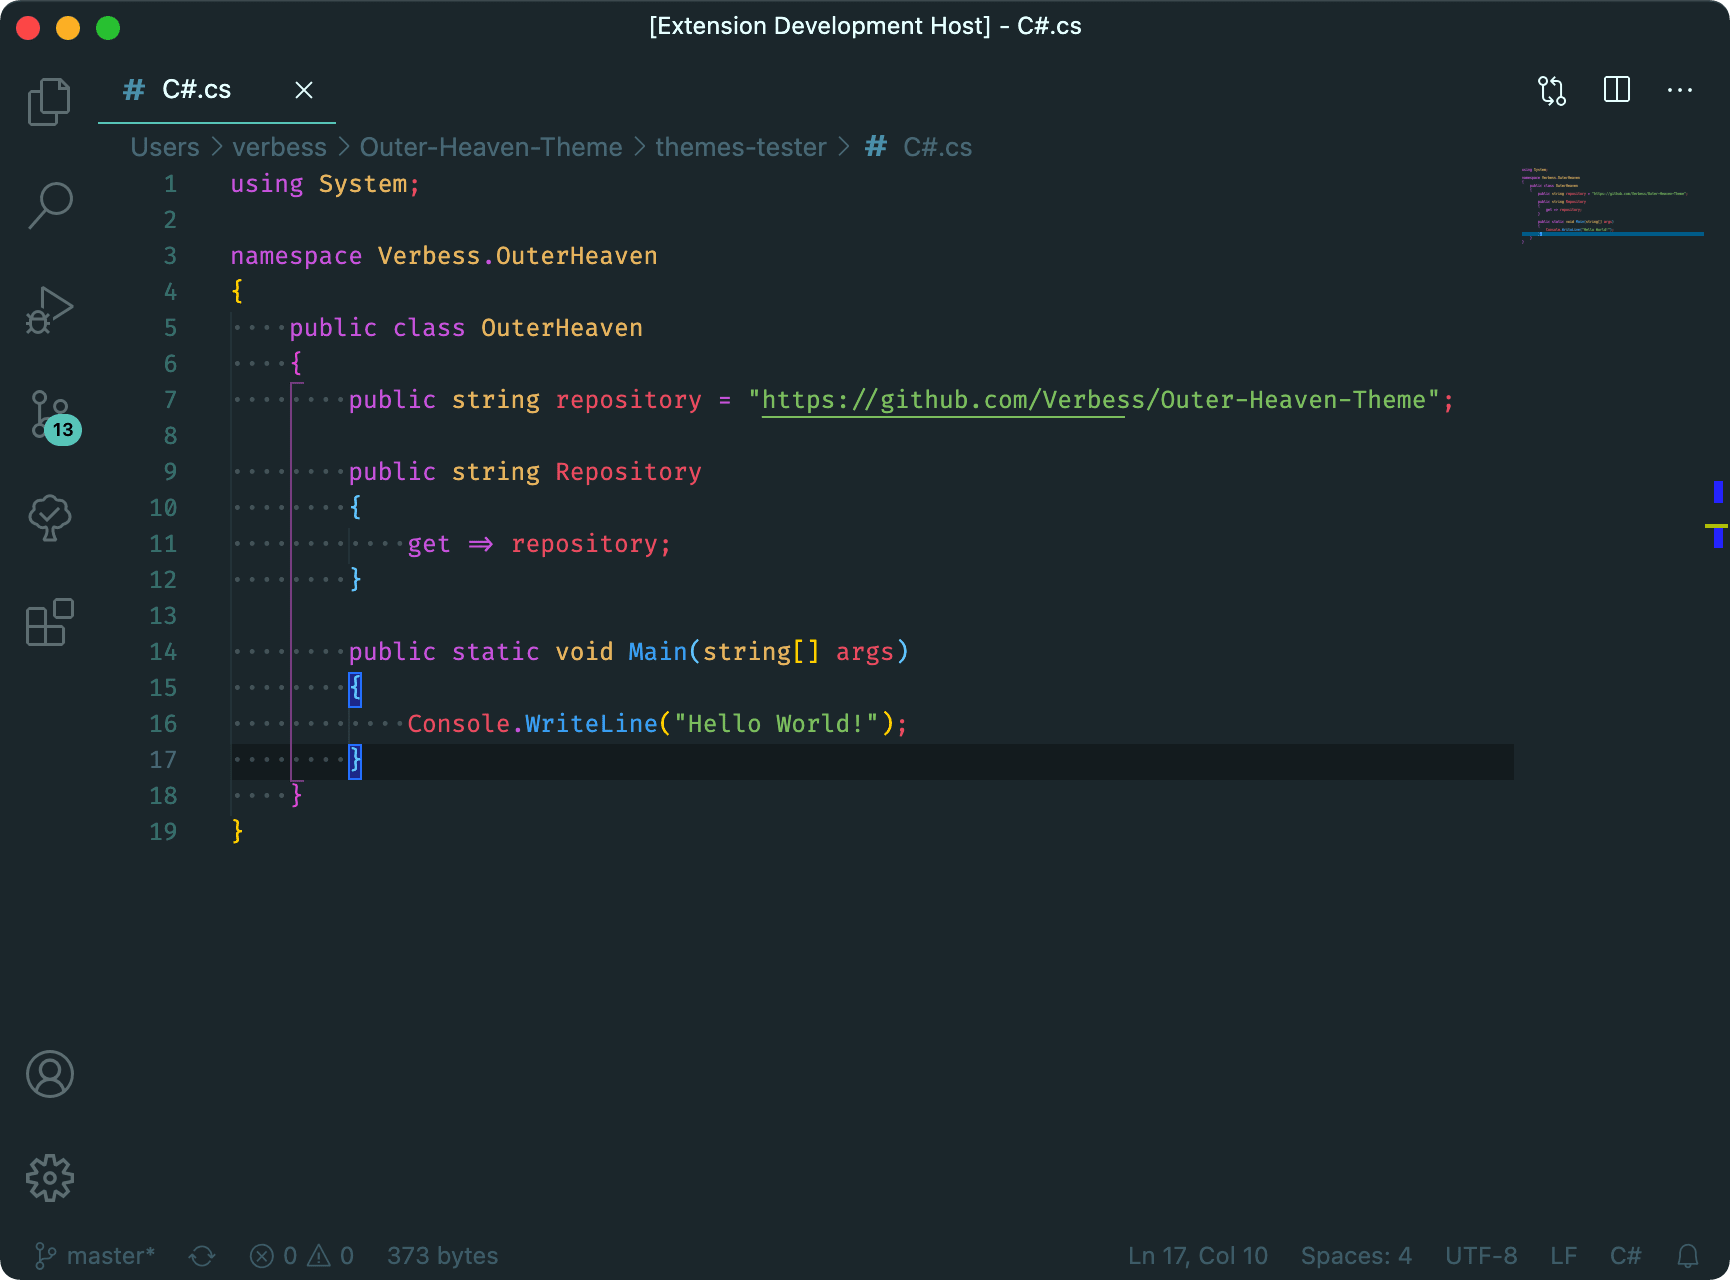 [Extension Development Host] - C#.cs
# C#.cs
Users > verbess > Outer-Heaven-Theme > themes-tester > # C#.cs
1 using System;
2
3 namespace Verbess.OuterHeaven
4 {
5 ····public class OuterHeaven
6 ····{
7 ········public string repository = "https://github.com/Verbess/Outer-Heaven-Theme";
8
9 ········public string Repository
10 ········{
11 ············get => repository;
12 ········}
13
14 ········public static void Main(string[] args)
15 ········{
16 ············Console.WriteLine("Hello World!");
17 ········}
18 ····}
19 }
13
master* 0 0 373 bytes Ln 17, Col 10 Spaces: 4 UTF-8 LF C#